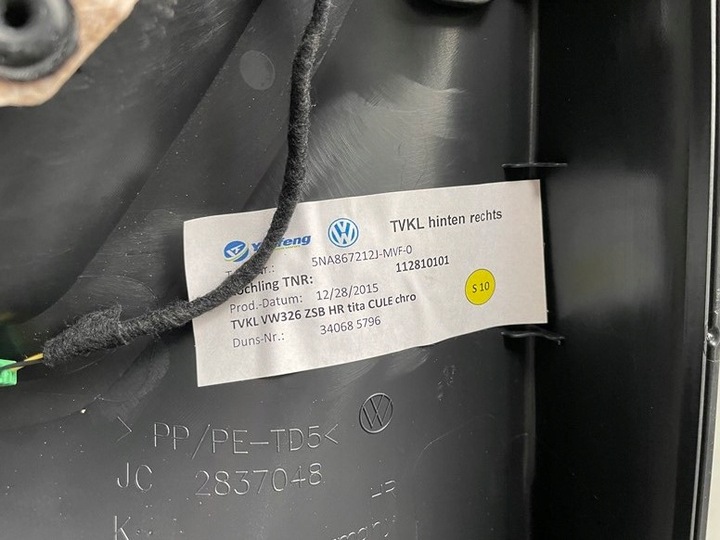 TVKL hinten rechts
5NA867212J-MVF-0
TNR: 112810101
Prod.-Datum: 12/28/2015
TVKL VW326 ZSB HR tita CULE chro
Duns-Nr.: 34068 5796
S 10
> PP/PE-TD5<
JC 2837048